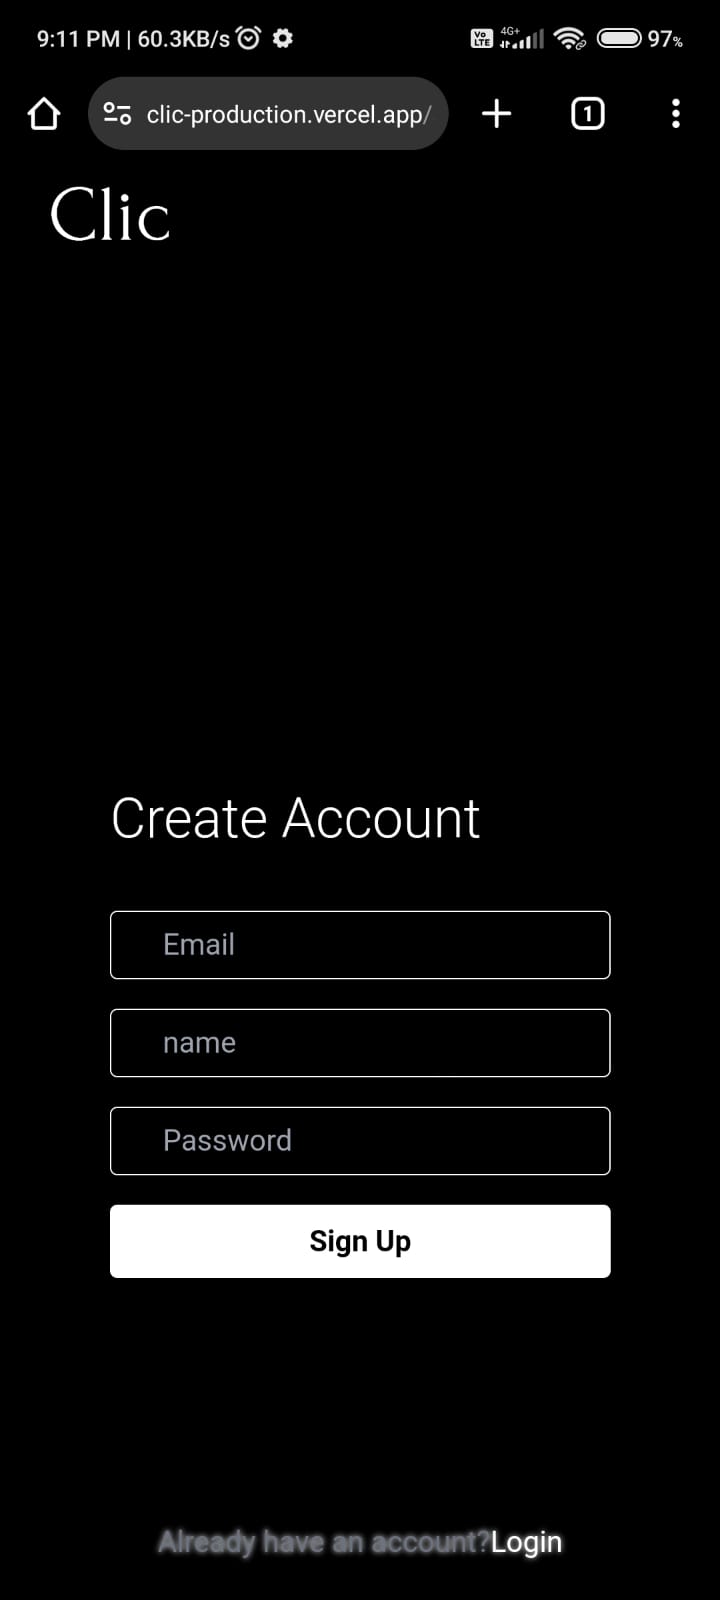 9:11 PM | 60.3KB/s
Vo LTE 4G+ 97%
clic-production.vercel.app/
1
Clic
Create Account
Email
name
Password
Sign Up
Already have an account?Login